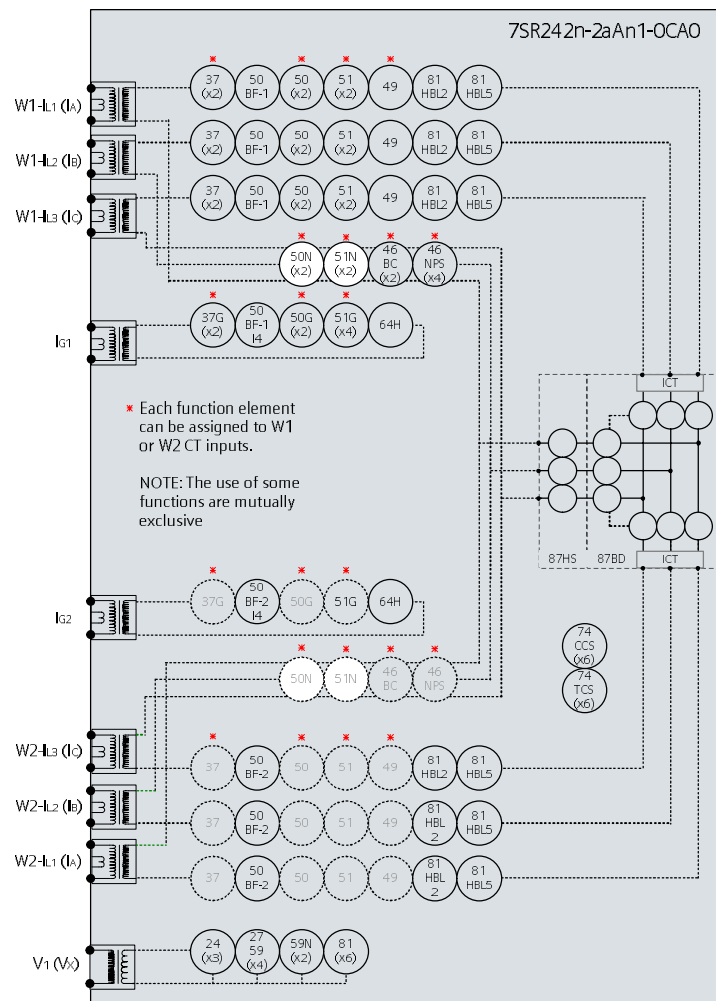 7SR242n-2aAn1-0CA0
* * * *
W1-IL1 (IA)
37 (x2) 50 BF-1 50 (x2) 51 (x2) 49 81 HBL2 81 HBL5
W1-IL2 (IB)
37 (x2) 50 BF-1 50 (x2) 51 (x2) 49 81 HBL2 81 HBL5
W1-IL3 (IC)
37 (x2) 50 BF-1 50 (x2) 51 (x2) 49 81 HBL2 81 HBL5
* * * *
50N (x2) 51N (x2) 46 BC (x2) 46 NPS (x4)
* * *
IG1
37G (x2) 50 BF-1 I4 50G (x2) 51G (x4) 64H
ICT
* Each function element
can be assigned to W1
or W2 CT inputs.
NOTE: The use of some
functions are mutually
exclusive
87HS 87BD ICT
* * *
IG2
37G 50 BF-2 I4 50G 51G 64H
74 CCS (x6)
74 TCS (x6)
* * * *
50N 51N 46 BC 46 NPS
* * * *
W2-IL3 (IC)
37 50 BF-2 50 51 49 81 HBL2 81 HBL5
W2-IL2 (IB)
37 50 BF-2 50 51 49 81 HBL 2 81 HBL5
W2-IL1 (IA)
37 50 BF-2 50 51 49 81 HBL 2 81 HBL5
V1 (VX)
24 (x3) 27 59 (x4) 59N (x2) 81 (x6)